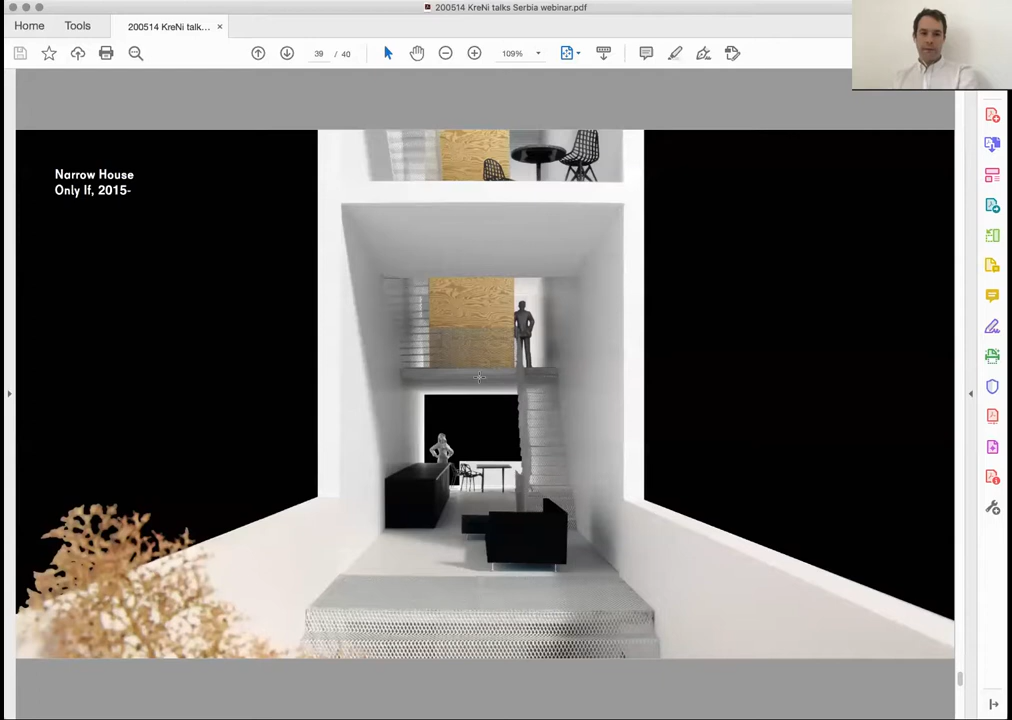 200514 KreNi talks Serbia webinar.pdf
Home Tools 200514 KreNi talk... ×
39 / 40 109%
Narrow House
Only If, 2015-